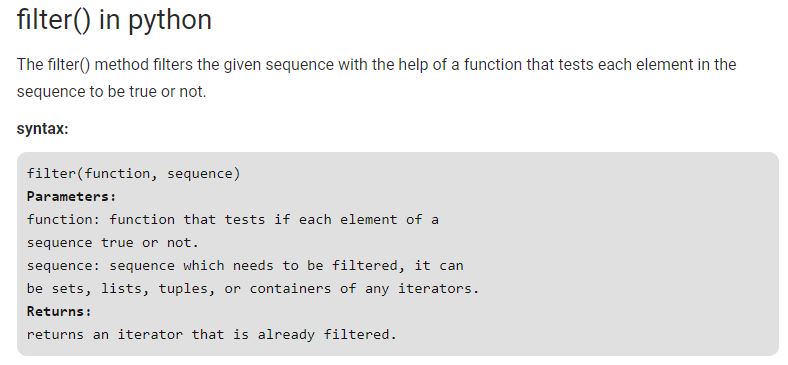 filter() in python
The filter() method filters the given sequence with the help of a function that tests each element in the
sequence to be true or not.
syntax:
filter(function, sequence)
Parameters:
function: function that tests if each element of a
sequence true or not.
sequence: sequence which needs to be filtered, it can
be sets, lists, tuples, or containers of any iterators.
Returns:
returns an iterator that is already filtered.